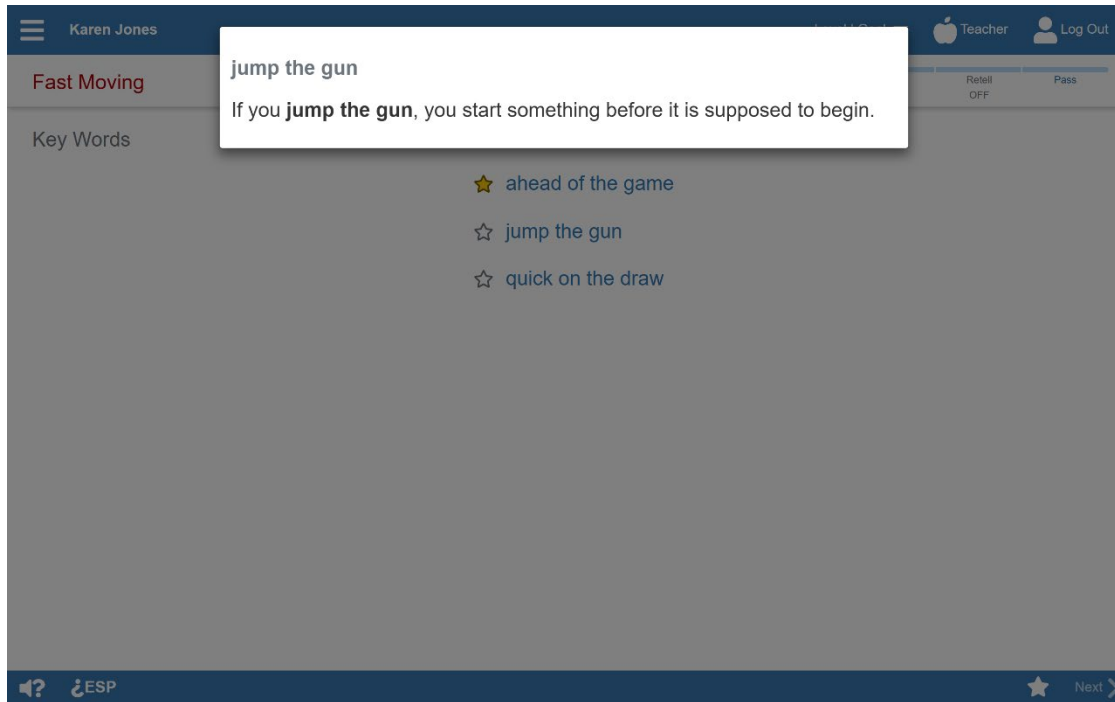 Karen Jones
Teacher
Log Out
jump the gun
If you jump the gun, you start something before it is supposed to begin.
Fast Moving
Retell
OFF
Pass
Key Words
ahead of the game
jump the gun
quick on the draw
?
¿ESP
Next